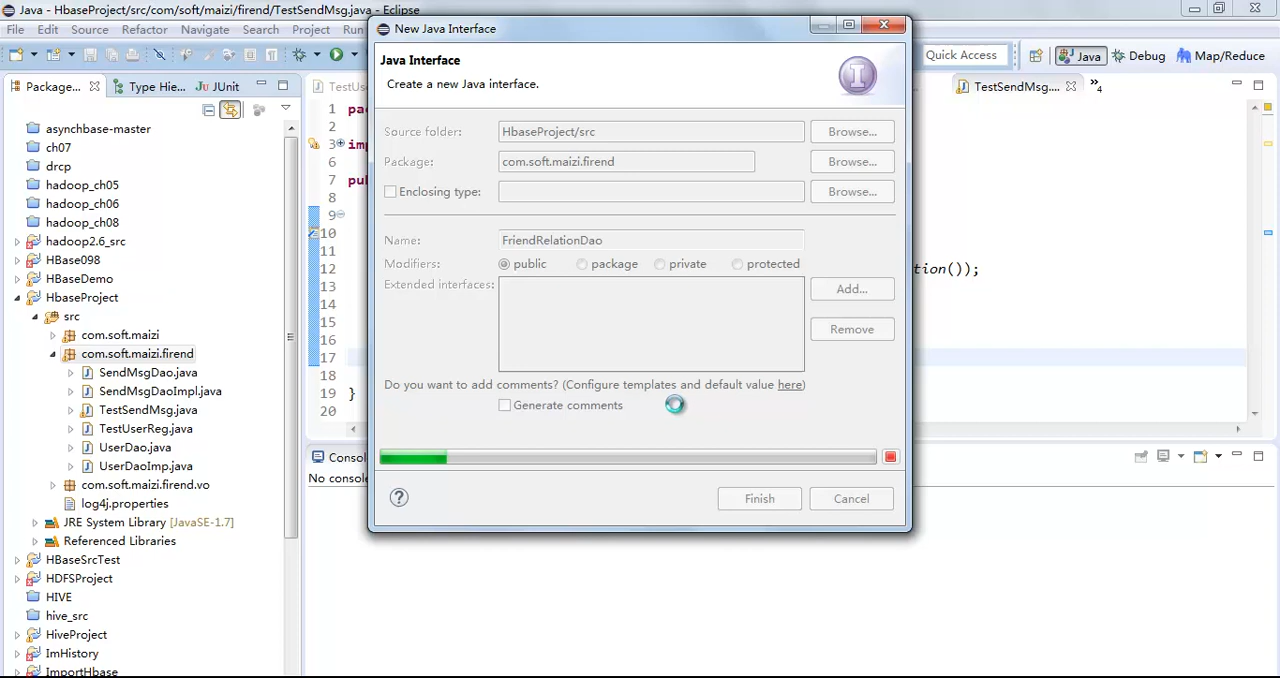 Java - HbaseProject/src/com/soft/maizi/firend/TestSendMsg.java - Eclipse
File Edit Source Refactor Navigate Search Project Run
Quick Access
Java
Debug
Map/Reduce
Package...
Type Hie...
JUnit
asynchbase-master
ch07
drcp
hadoop_ch05
hadoop_ch06
hadoop_ch08
hadoop2.6_src
HBase098
HBaseDemo
HbaseProject
src
com.soft.maizi
com.soft.maizi.firend
SendMsgDao.java
SendMsgDaoImpl.java
TestSendMsg.java
TestUserReg.java
UserDao.java
UserDaoImp.java
com.soft.maizi.firend.vo
log4j.properties
JRE System Library [JavaSE-1.7]
Referenced Libraries
HBaseSrcTest
HDFSProject
HIVE
hive_src
HiveProject
ImHistory
ImportHbase
TestUse
TestSendMsg....
4
1 pac
2
3 imp
6
7 pub
8
9
10
11
12 tion());
13
14
15
16
17
18
19 }
20
Consol
No console
New Java Interface
Java Interface
Create a new Java interface.
Source folder: HbaseProject/src Browse...
Package: com.soft.maizi.firend Browse...
Enclosing type: Browse...
Name: FriendRelationDao
Modifiers: public package private protected
Extended interfaces: Add...
Remove
Do you want to add comments? (Configure templates and default value here)
Generate comments
Finish Cancel